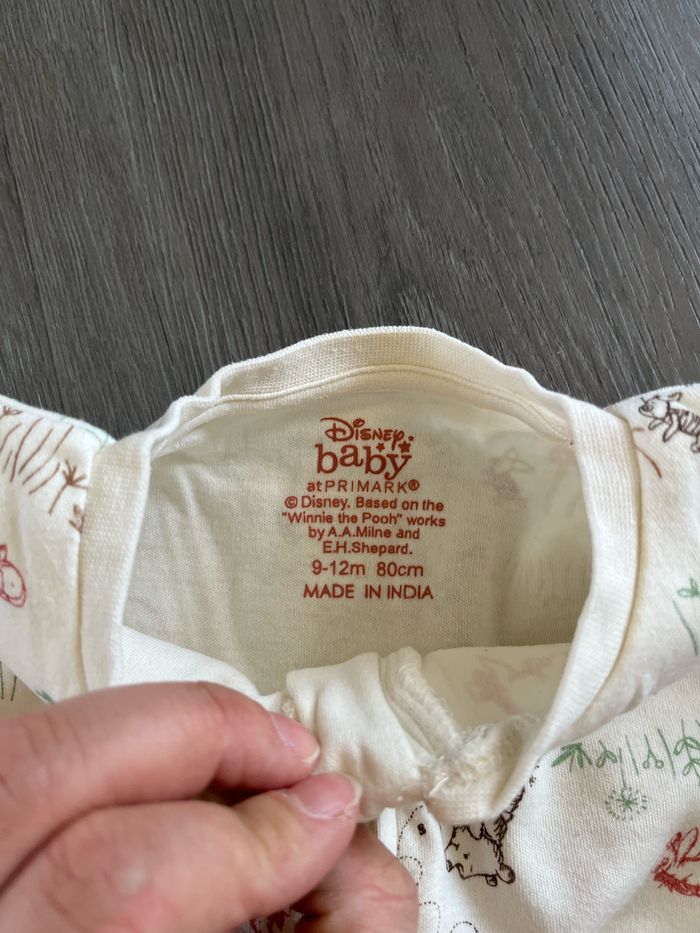 Disney
baby
at PRIMARK®
© Disney. Based on the
"Winnie the Pooh" works
by A.A.Milne and
E.H.Shepard.
9-12m 80cm
MADE IN INDIA